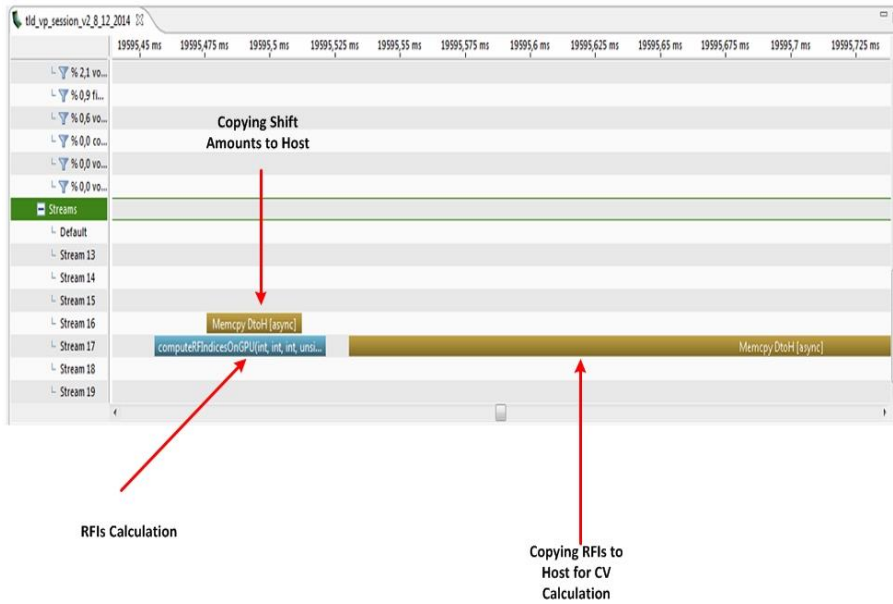 tld_vp_session_v2_8_12_2014
19595,45 ms 19595,475 ms 19595,5 ms 19595,525 ms 19595,55 ms 19595,575 ms 19595,6 ms 19595,625 ms 19595,65 ms 19595,675 ms 19595,7 ms 19595,725 ms
% 2,1 vo...
% 0,9 fi...
% 0,6 vo...
% 0,0 co...
% 0,0 vo...
% 0,0 vo...
Copying Shift
Amounts to Host
Streams
Default
Stream 13
Stream 14
Stream 15
Stream 16
Memcpy DtoH [async]
Stream 17
computeRFIndicesOnGPU(int, int, int, unsi...
Memcpy DtoH [async]
Stream 18
Stream 19
RFIs Calculation
Copying RFIs to
Host for CV
Calculation